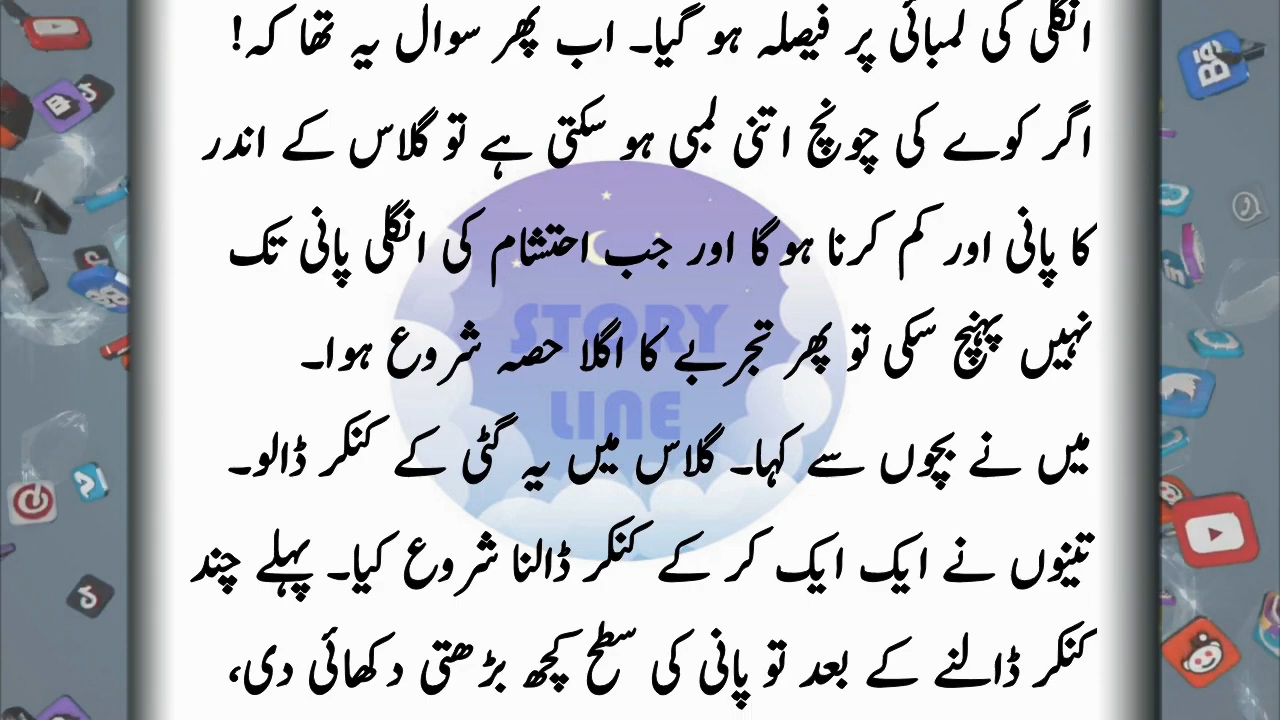 انگلی کی لمبائی پر فیصلہ ہو گیا۔ اب پھر سوال یہ تھا کہ!
اگر کوے کی چونچ اتنی لمبی ہو سکتی ہے تو گلاس کے اندر
کا پانی اور کم کرنا ہو گا اور جب احتشام کی انگلی پانی تک
نہیں پہنچ سکی تو پھر تجربے کا اگلا حصہ شروع ہوا۔
میں نے بچوں سے کہا۔ گلاس میں یہ گٹی کے کنکر ڈالو۔
تینوں نے ایک ایک کر کے کنکر ڈالنا شروع کیا۔ پہلے چند
کنکر ڈالنے کے بعد تو پانی کی سطح کچھ بڑھتی دکھائی دی،
STORY
LINE